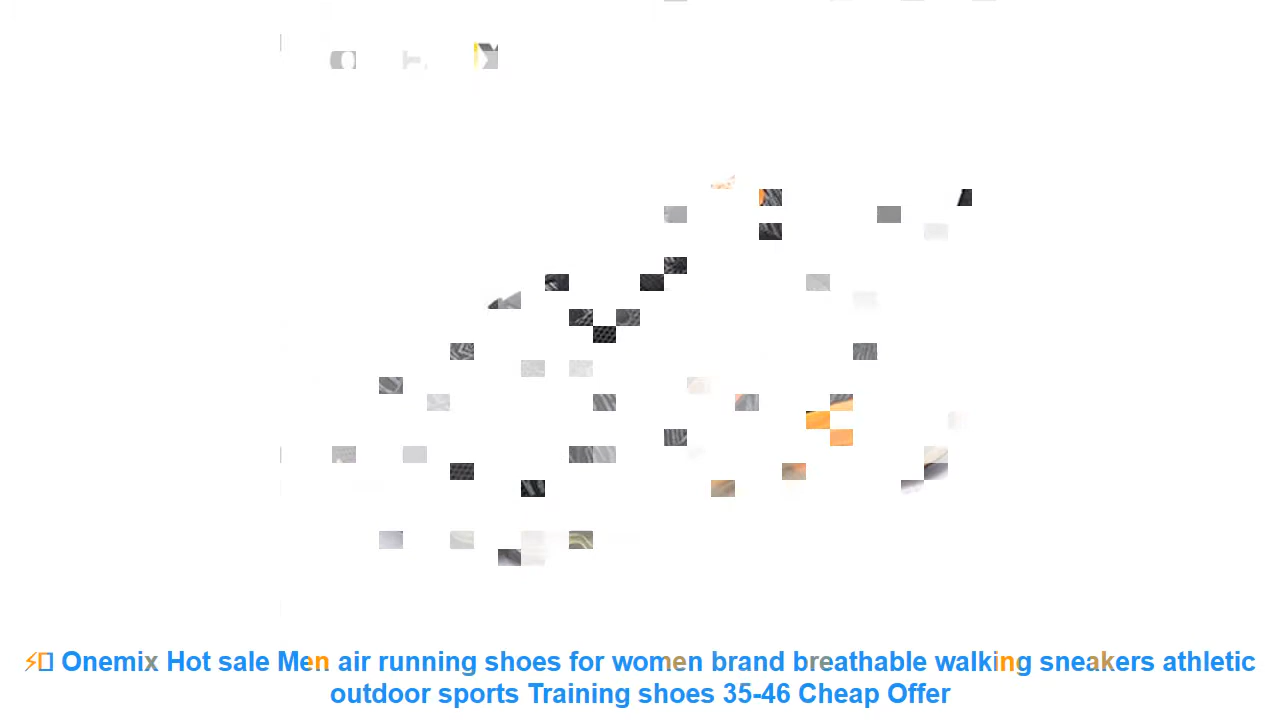 ⚡ Onemix Hot sale Men air running shoes for women brand breathable walking sneakers athletic
outdoor sports Training shoes 35-46 Cheap Offer